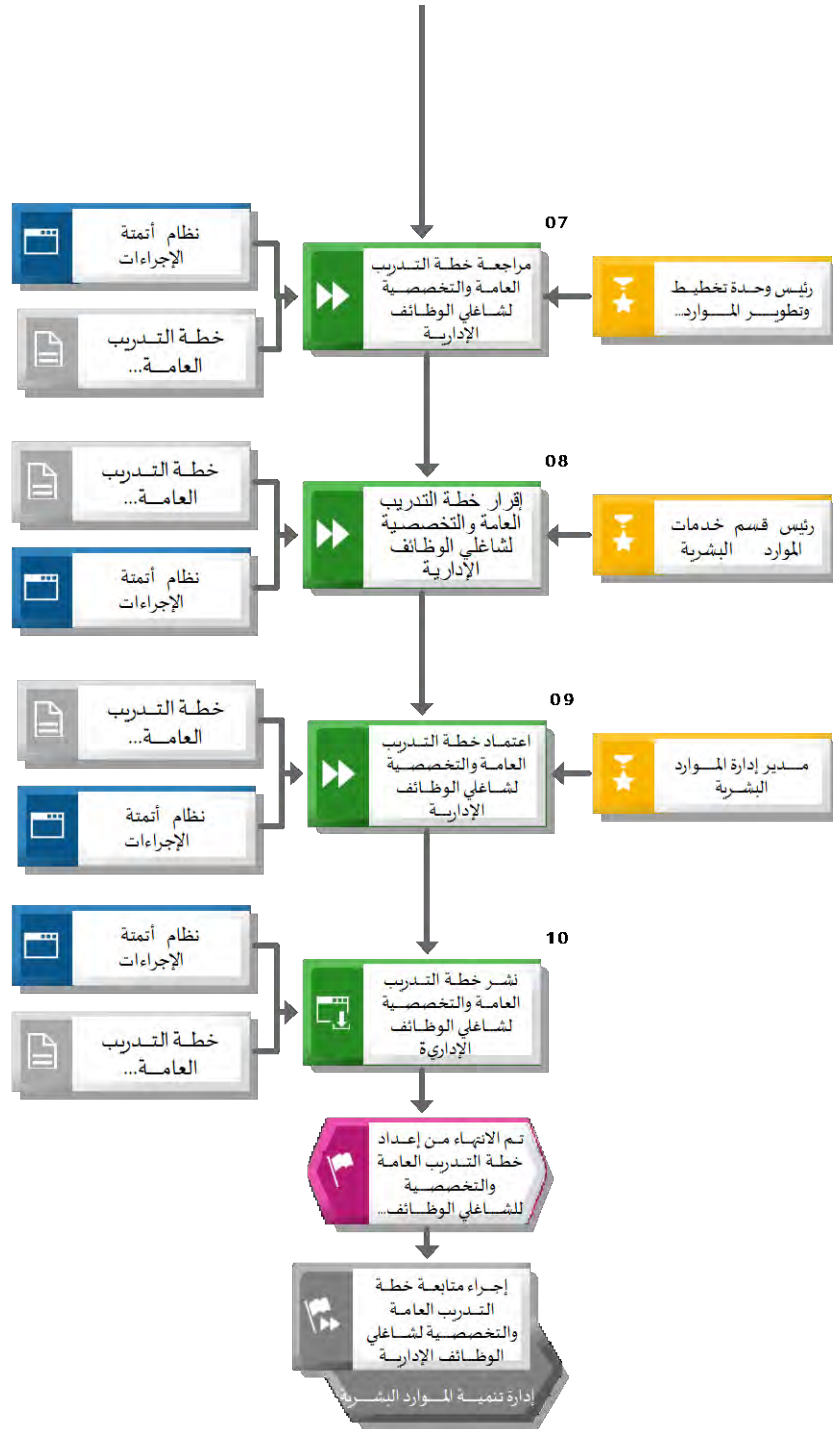 07
نظام أتمتة
الإجراءات
خطة التدريب
العامة...
مراجعة خطة التدريب
العامة والتخصصية
لشاغلي الوظائف
الإدارية
رئيس وحدة تخطيط
وتطوير الموارد...
08
خطة التدريب
العامة...
نظام أتمتة
الإجراءات
إقرار خطة التدريب
العامة والتخصصية
لشاغلي الوظائف
الإدارية
رئيس قسم خدمات
الموارد البشرية
09
خطة التدريب
العامة...
نظام أتمتة
الإجراءات
اعتماد خطة التدريب
العامة والتخصصية
لشاغلي الوظائف
الإدارية
مدير إدارة الموارد
البشرية
10
نظام أتمتة
الإجراءات
خطة التدريب
العامة...
نشر خطة التدريب
العامة والتخصصية
لشاغلي الوظائف
الإدارية
تم الانتهاء من إعداد
خطة التدريب العامة
والتخصصية
للشاغلي الوظائف...
إجراء متابعة خطة
التدريب العامة
والتخصصية لشاغلي
الوظائف الإدارية
إدارة تنمية الموارد البشرية